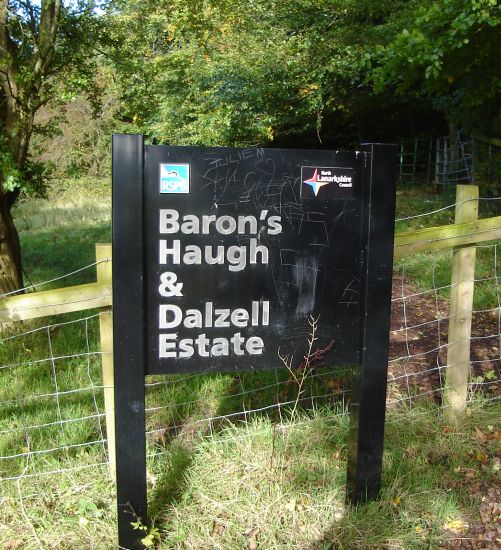 RSPB
North
Lanarkshire
Council
Baron's
Haugh
&
Dalzell
Estate